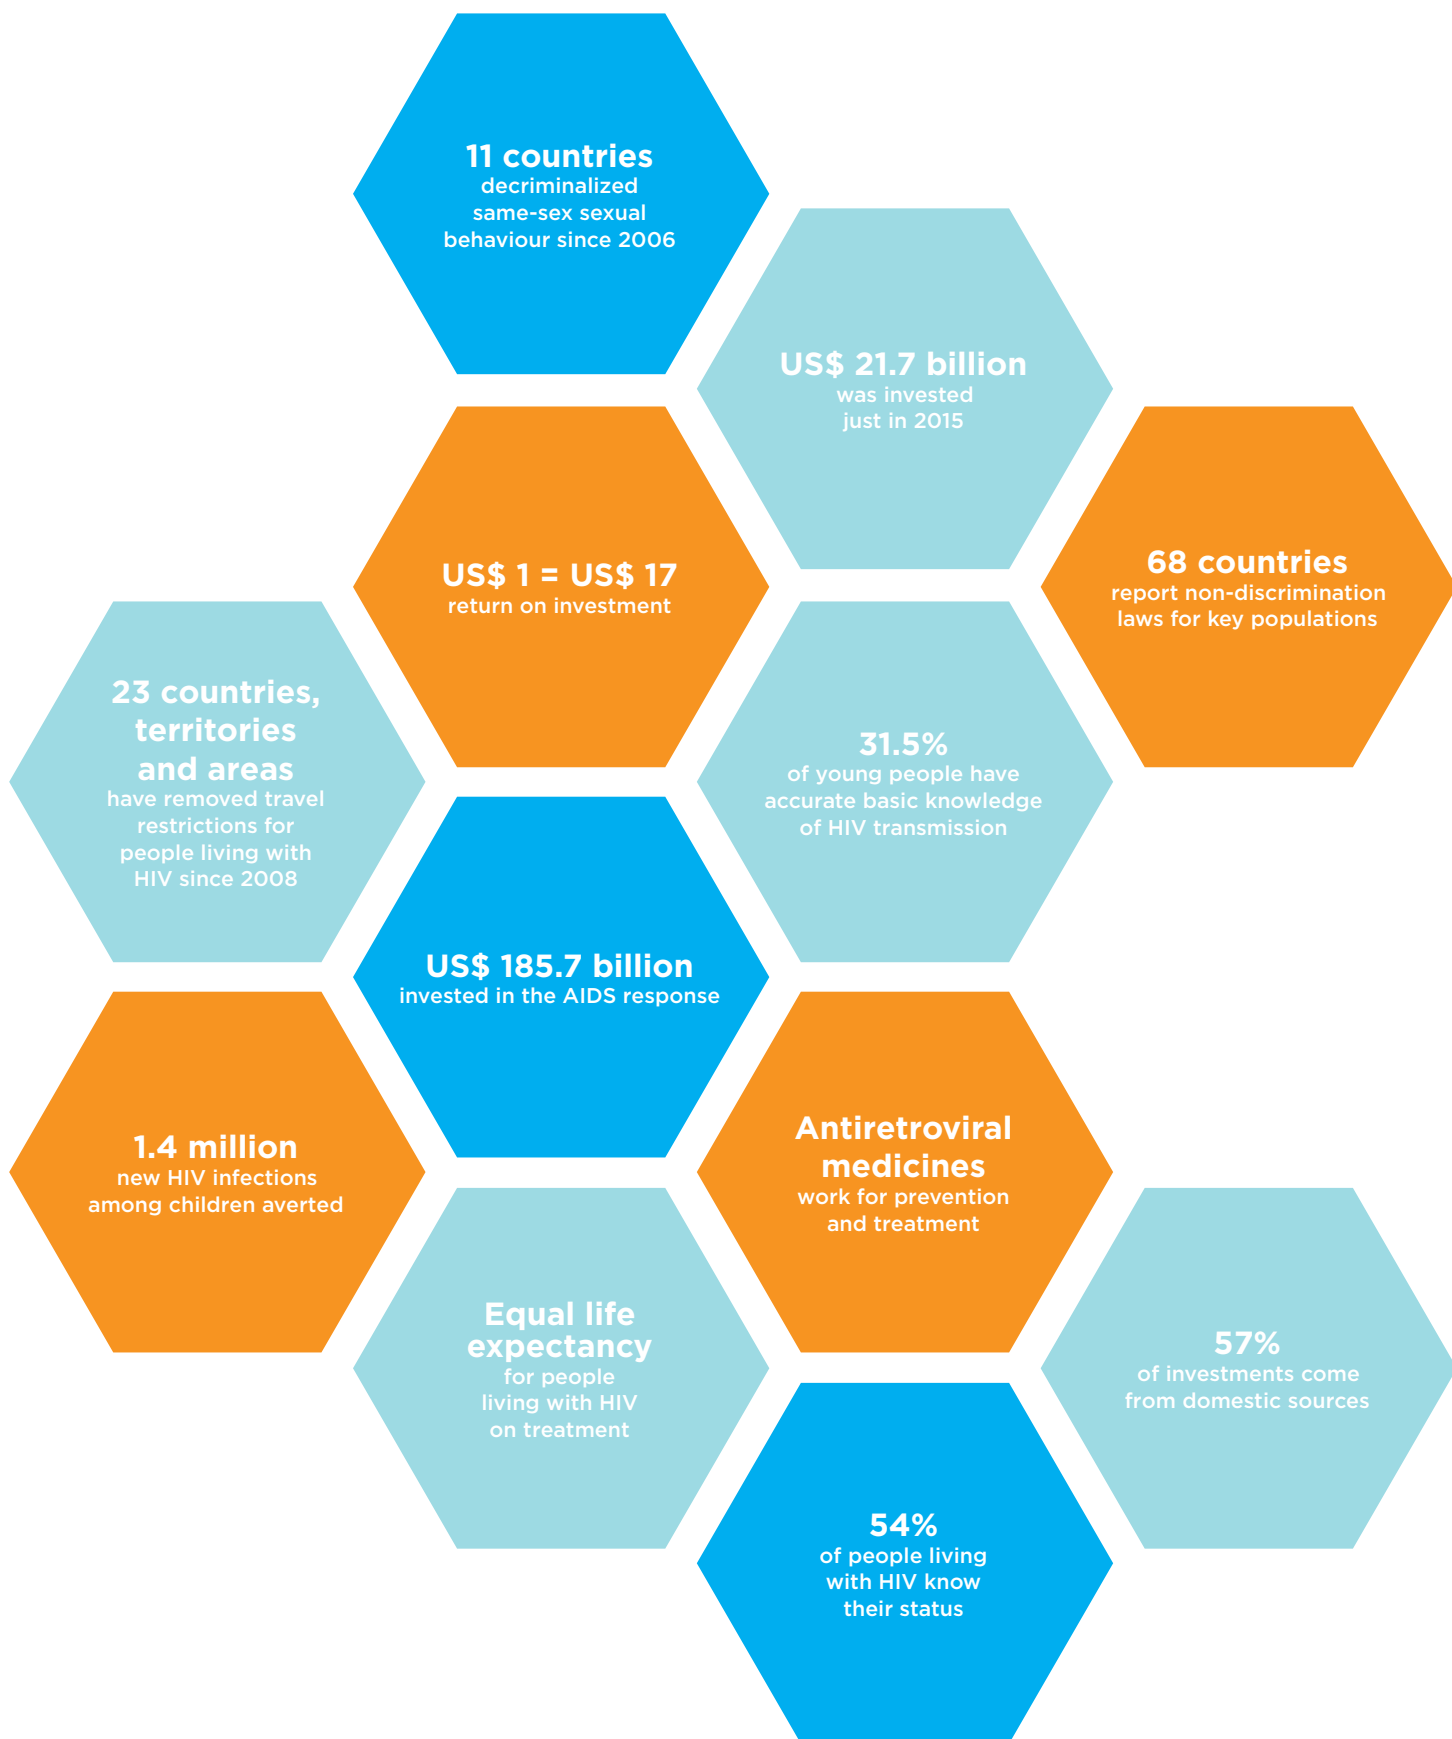 11 countries
decriminalized
same-sex sexual
behaviour since 2006
US$ 21.7 billion
was invested
just in 2015
US$ 1 = US$ 17
return on investment
68 countries
report non-discrimination
laws for key populations
23 countries,
territories
and areas
have removed travel
restrictions for
people living with
HIV since 2008
31.5%
of young people have
accurate basic knowledge
of HIV transmission
US$ 185.7 billion
invested in the AIDS response
1.4 million
new HIV infections
among children averted
Antiretroviral
medicines
work for prevention
and treatment
Equal life
expectancy
for people
living with HIV
on treatment
57%
of investments come
from domestic sources
54%
of people living
with HIV know
their status